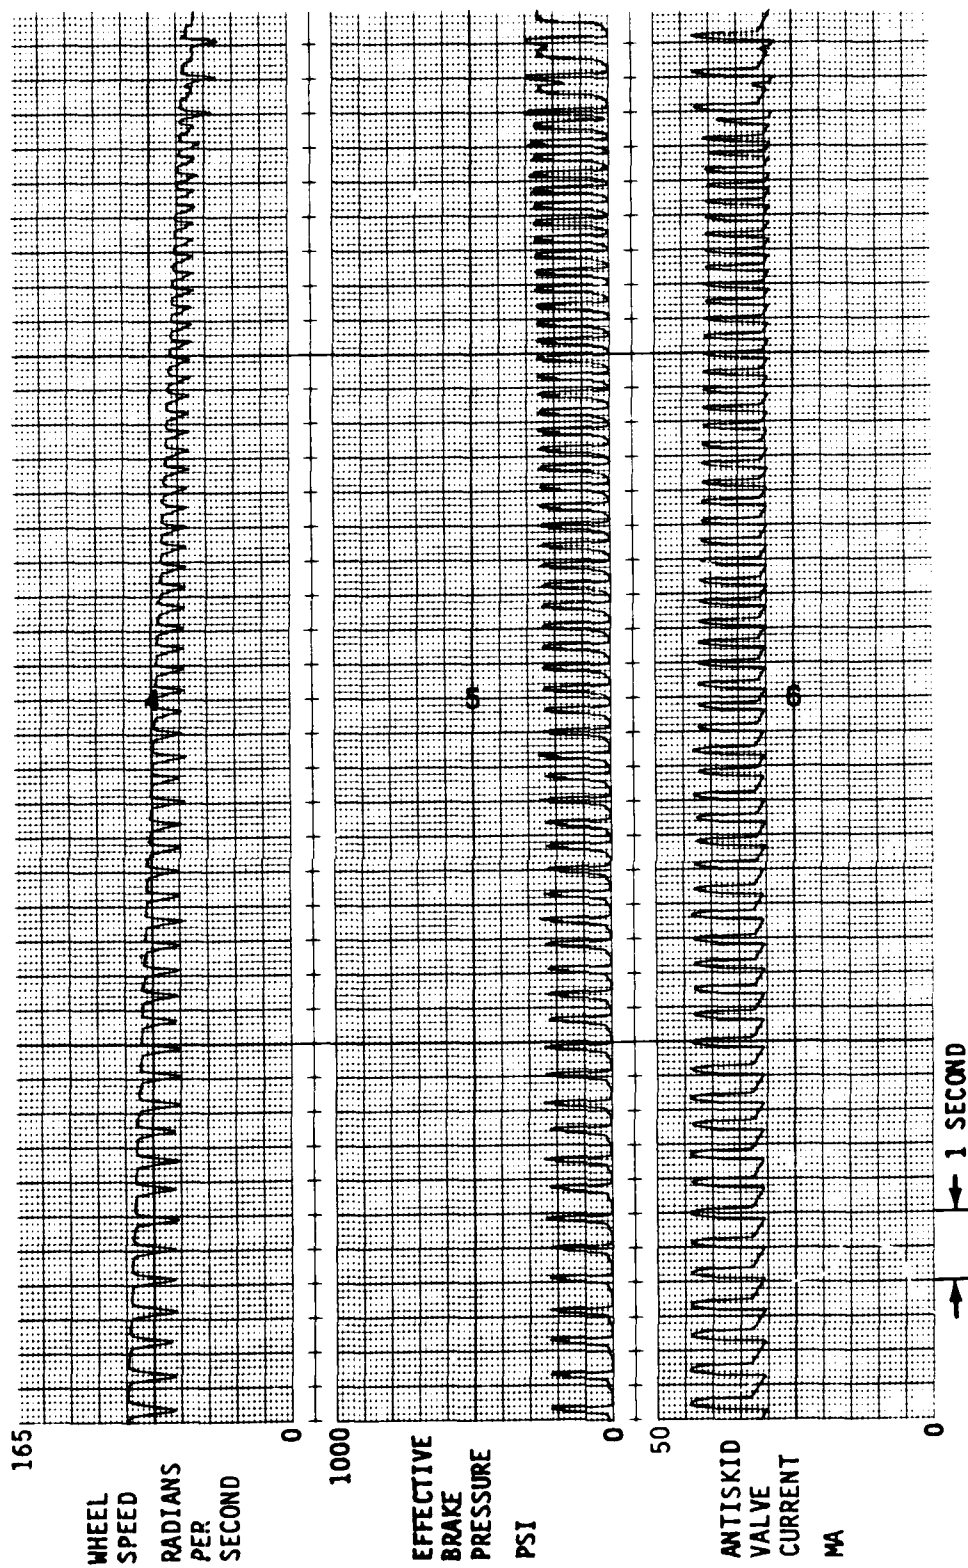 165
WHEEL
SPEED
RADIANS
PER
SECOND
0
1000
EFFECTIVE
BRAKE
PRESSURE
PSI
0
50
ANTISKID
VALVE
CURRENT
MA
0
1 SECOND